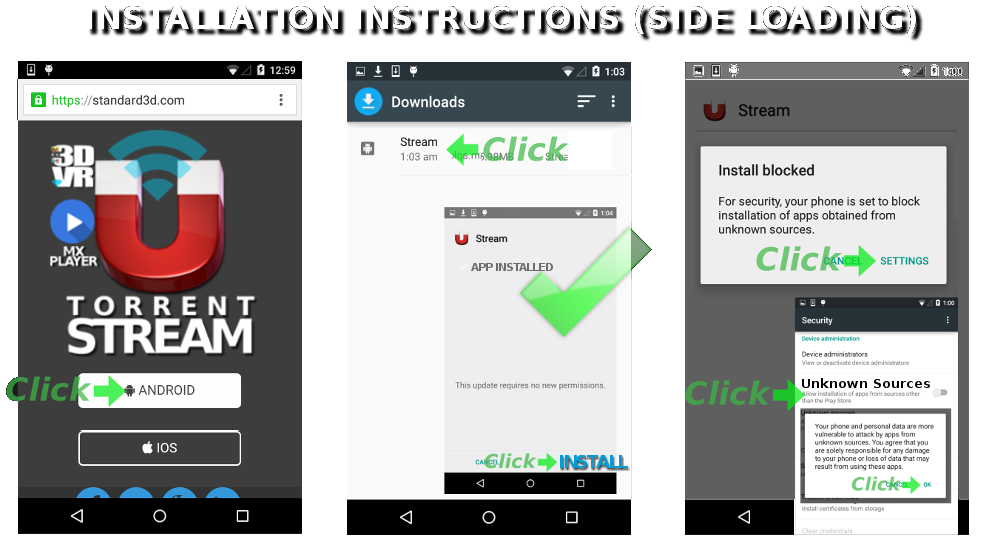 INSTALLATION INSTRUCTIONS (SIDE LOADING)
12:59
https://standard3d.com
3D
VR
MX
PLAYER
TORRENT
STREAM
Click
ANDROID
IOS
1:03
Downloads
Stream
1:03 am
Click
1:04
Stream
APP INSTALLED
This update requires no new permissions.
CANCEL
Click
INSTALL
Stream
Install blocked
For security, your phone is set to block
installation of apps obtained from
unknown sources.
Click
CANCEL
SETTINGS
1:00
Security
Device administration
Device administrators
View or deactivate device administrators
Click
Unknown Sources
Allow installation of apps from sources other
than the Play Store
Unknown sources
Your phone and personal data are more
vulnerable to attack by apps from
unknown sources. You agree that you
are solely responsible for any damage
to your phone or loss of data that may
result from using these apps.
Click
CANCEL
OK
Install certificates from storage
Clear credentials